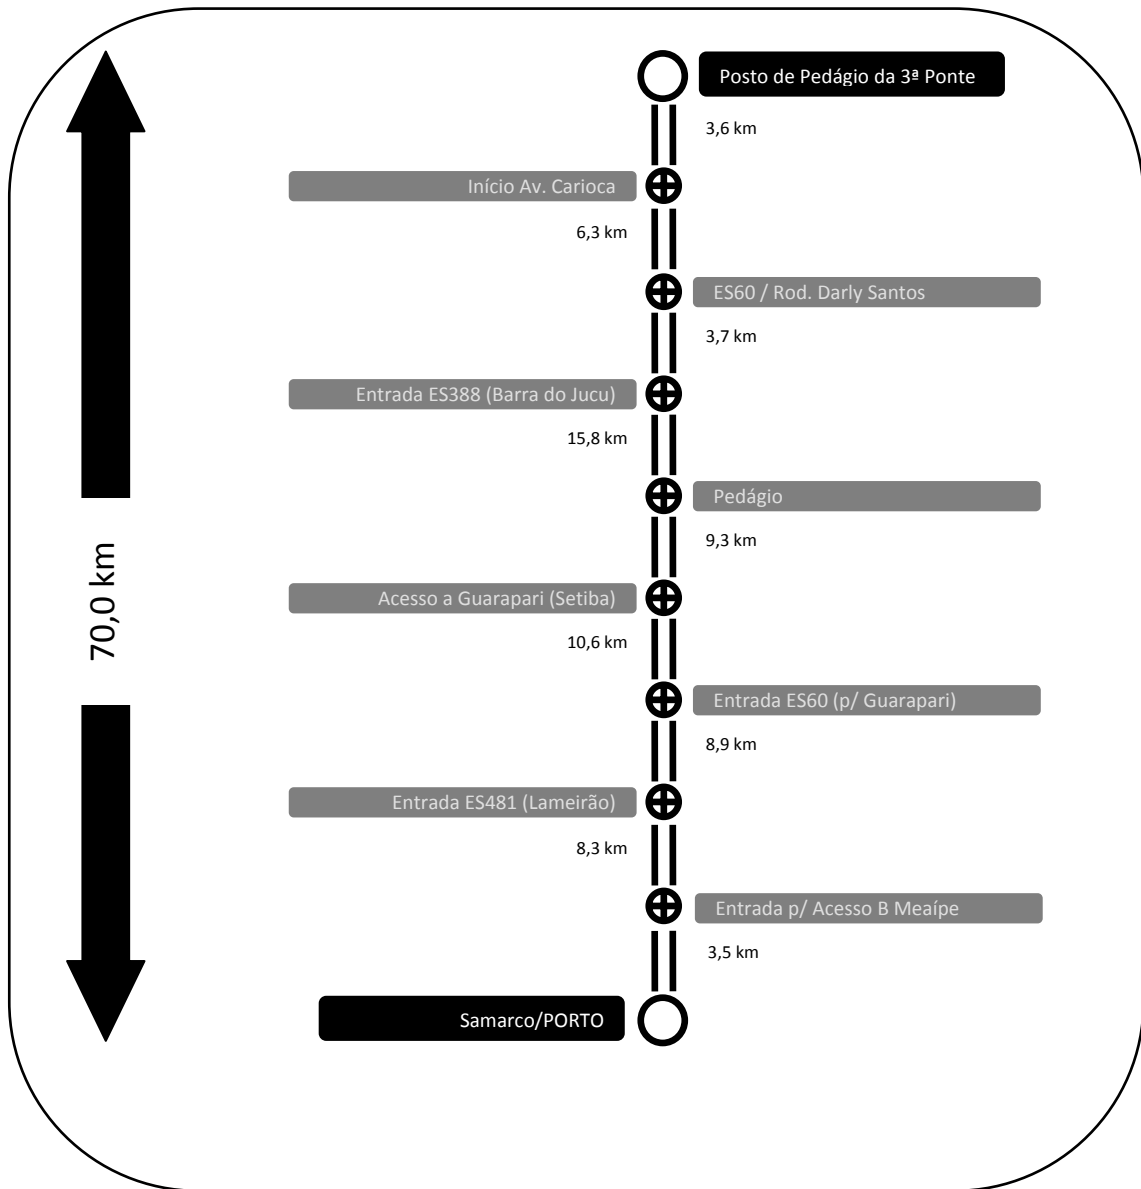 Posto de Pedágio da 3ª Ponte
3,6 km
Início Av. Carioca
6,3 km
ES60 / Rod. Darly Santos
3,7 km
Entrada ES388 (Barra do Jucu)
15,8 km
Pedágio
9,3 km
70,0 km
Acesso a Guarapari (Setiba)
10,6 km
Entrada ES60 (p/ Guarapari)
8,9 km
Entrada ES481 (Lameirão)
8,3 km
Entrada p/ Acesso B Meaípe
3,5 km
Samarco/PORTO